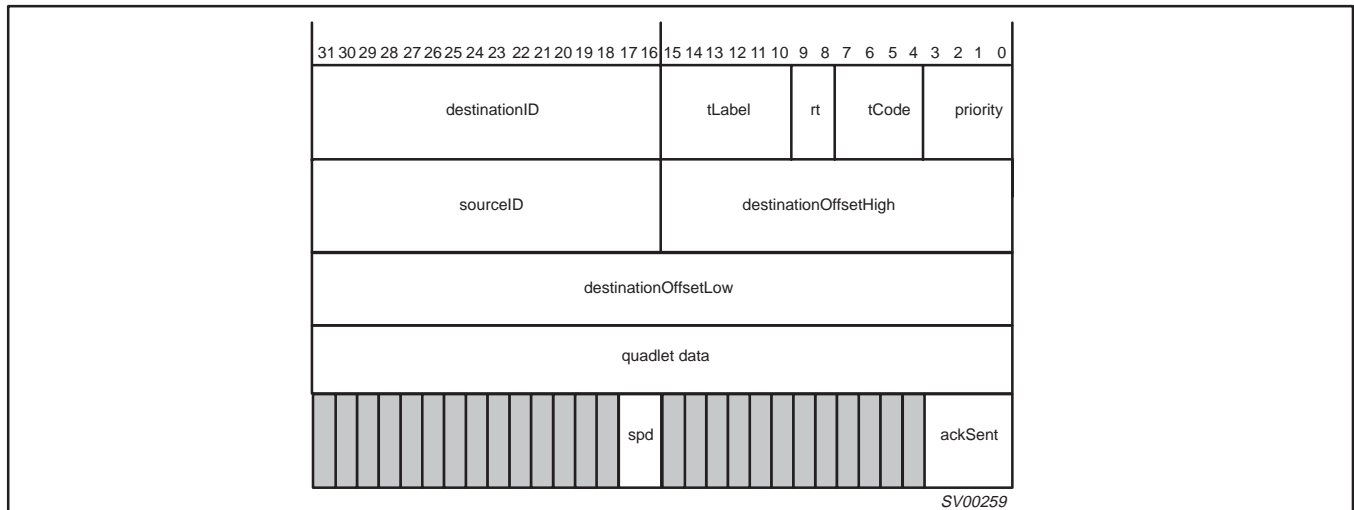 31 30 29 28 27 26 25 24 23 22 21 20 19 18 17 16 15 14 13 12 11 10 9 8 7 6 5 4 3 2 1 0
destinationID tLabel rt tCode priority
sourceID destinationOffsetHigh
destinationOffsetLow
quadlet data
spd ackSent
SV00259